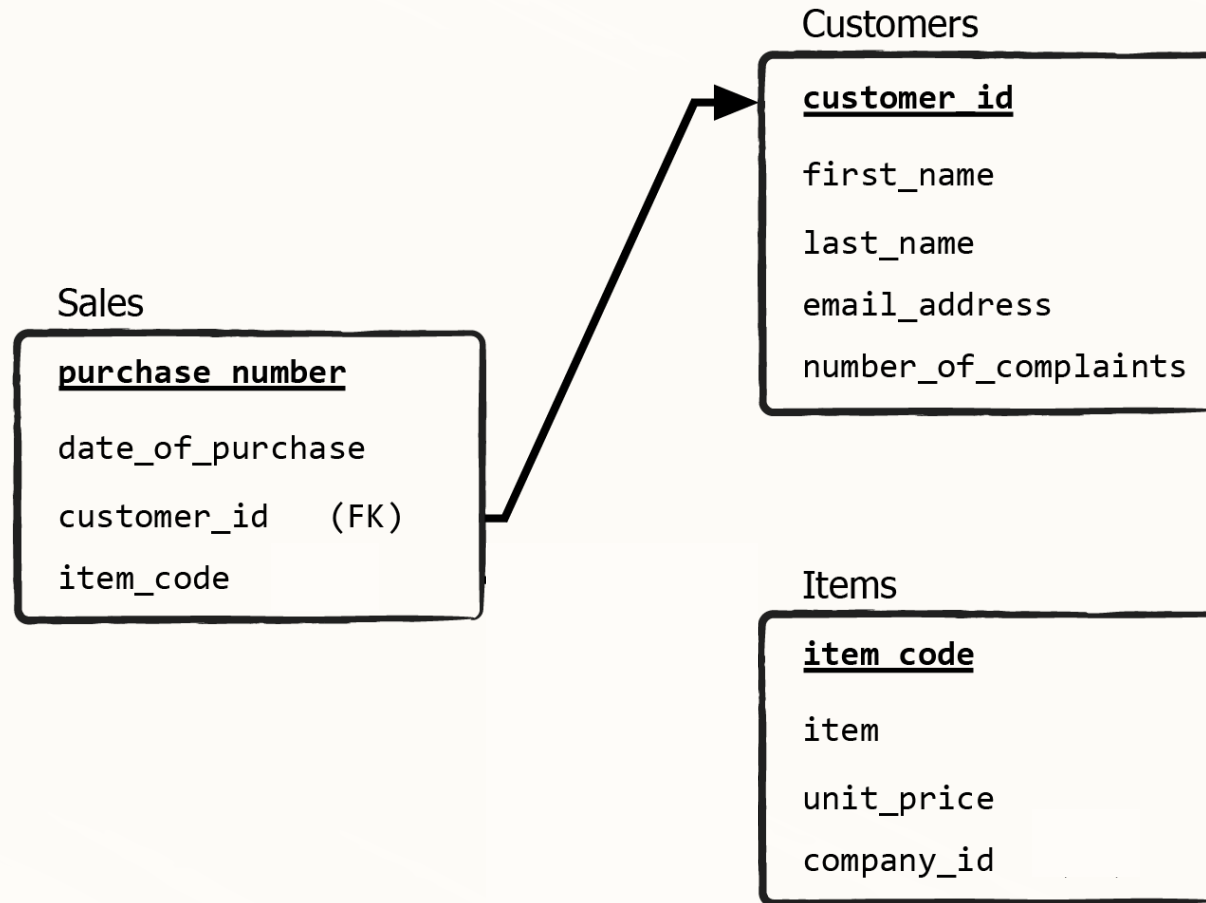 Customers
customer_id
first_name
last_name
email_address
number_of_complaints
Sales
purchase_number
date_of_purchase
customer_id (FK)
item_code
Items
item_code
item
unit_price
company_id